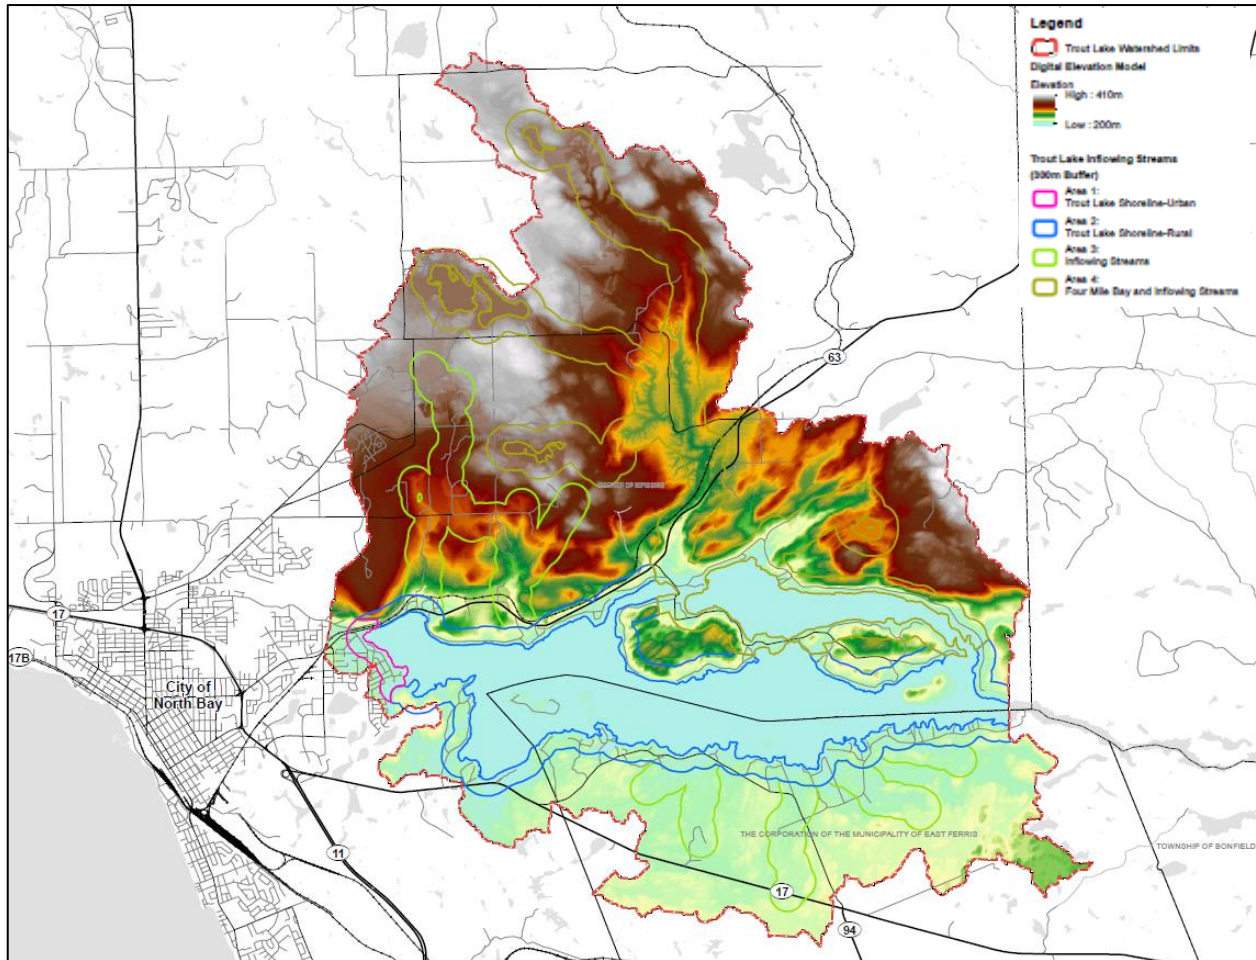 Legend
Trout Lake Watershed Limits
Digital Elevation Model
Elevation
High : 410m
Low : 200m
Trout Lake Inflowing Streams
(300m Buffer)
Area 1:
Trout Lake Shoreline-Urban
Area 2:
Trout Lake Shoreline-Rural
Area 3:
Inflowing Streams
Area 4:
Four Mile Bay and Inflowing Streams
63
17
17B
City of
North Bay
11
THE CORPORATION OF THE MUNICIPALITY OF EAST FERRIS
TOWNSHIP OF BONFIELD
17
94